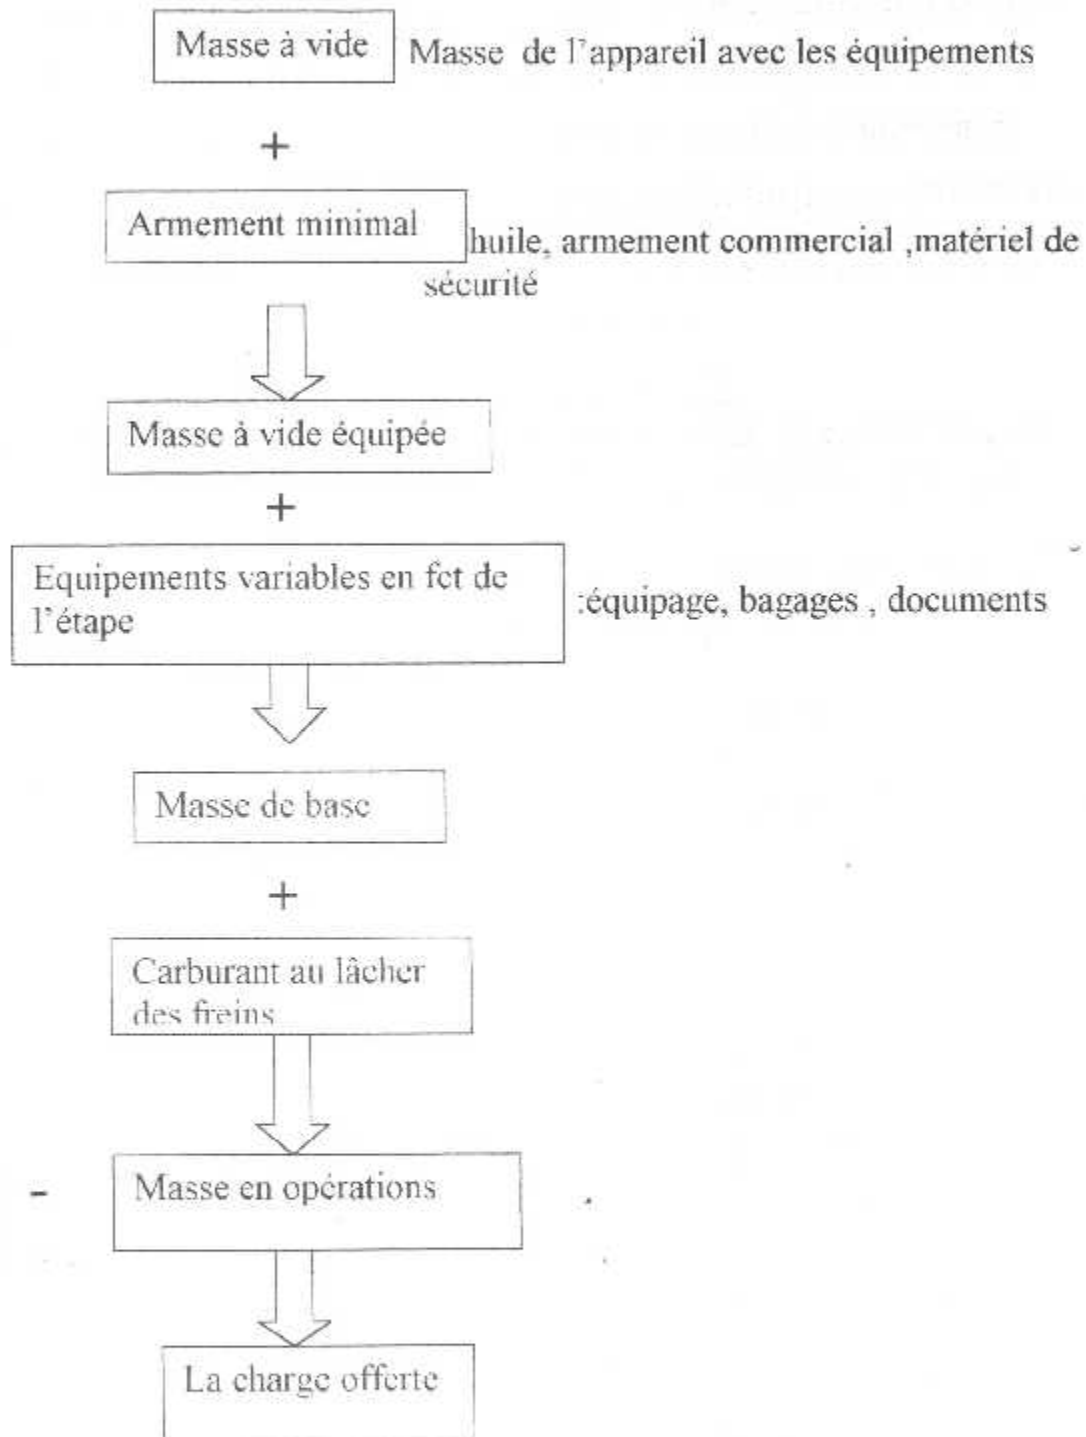 Masse à vide Masse de l'appareil avec les équipements
+
Armement minimal
huile, armement commercial ,matériel de
sécurité
Masse à vide équipée
+
Equipements variables en fct de
l'étape
:équipage, bagages , documents
Masse de base
+
Carburant au lâcher
des freins
- Masse en opérations
La charge offerte